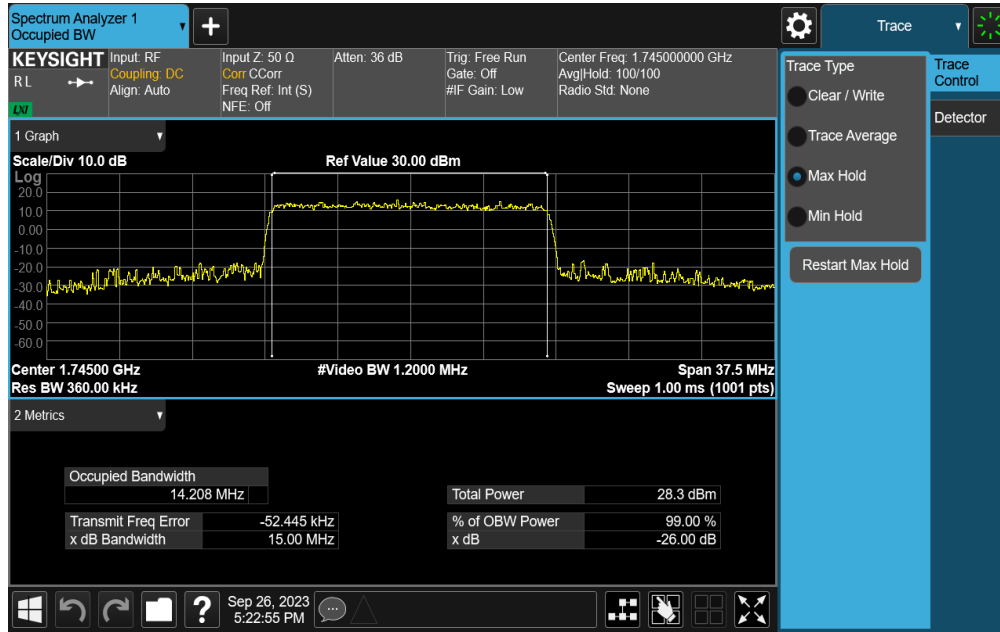 Spectrum Analyzer 1
Occupied BW
+
Trace
KEYSIGHT
RL
LXI
Input: RF
Coupling: DC
Align: Auto
Input Z: 50 Ω
Corr CCorr
Freq Ref: Int (S)
NFE: Off
Atten: 36 dB
Trig: Free Run
Gate: Off
#IF Gain: Low
Center Freq: 1.745000000 GHz
Avg|Hold: 100/100
Radio Std: None
Trace Type
Clear / Write
Trace Average
Max Hold
Min Hold
Restart Max Hold
Trace
Control
Detector
1 Graph
Scale/Div 10.0 dB
Ref Value 30.00 dBm
Log
20.0
10.0
0.00
-10.0
-20.0
-30.0
-40.0
-50.0
-60.0
Center 1.74500 GHz
#Video BW 1.2000 MHz
Span 37.5 MHz
Res BW 360.00 kHz
Sweep 1.00 ms (1001 pts)
2 Metrics
Occupied Bandwidth
14.208 MHz
Total Power 28.3 dBm
Transmit Freq Error -52.445 kHz
% of OBW Power 99.00 %
x dB Bandwidth 15.00 MHz
x dB -26.00 dB
?
Sep 26, 2023
5:22:55 PM